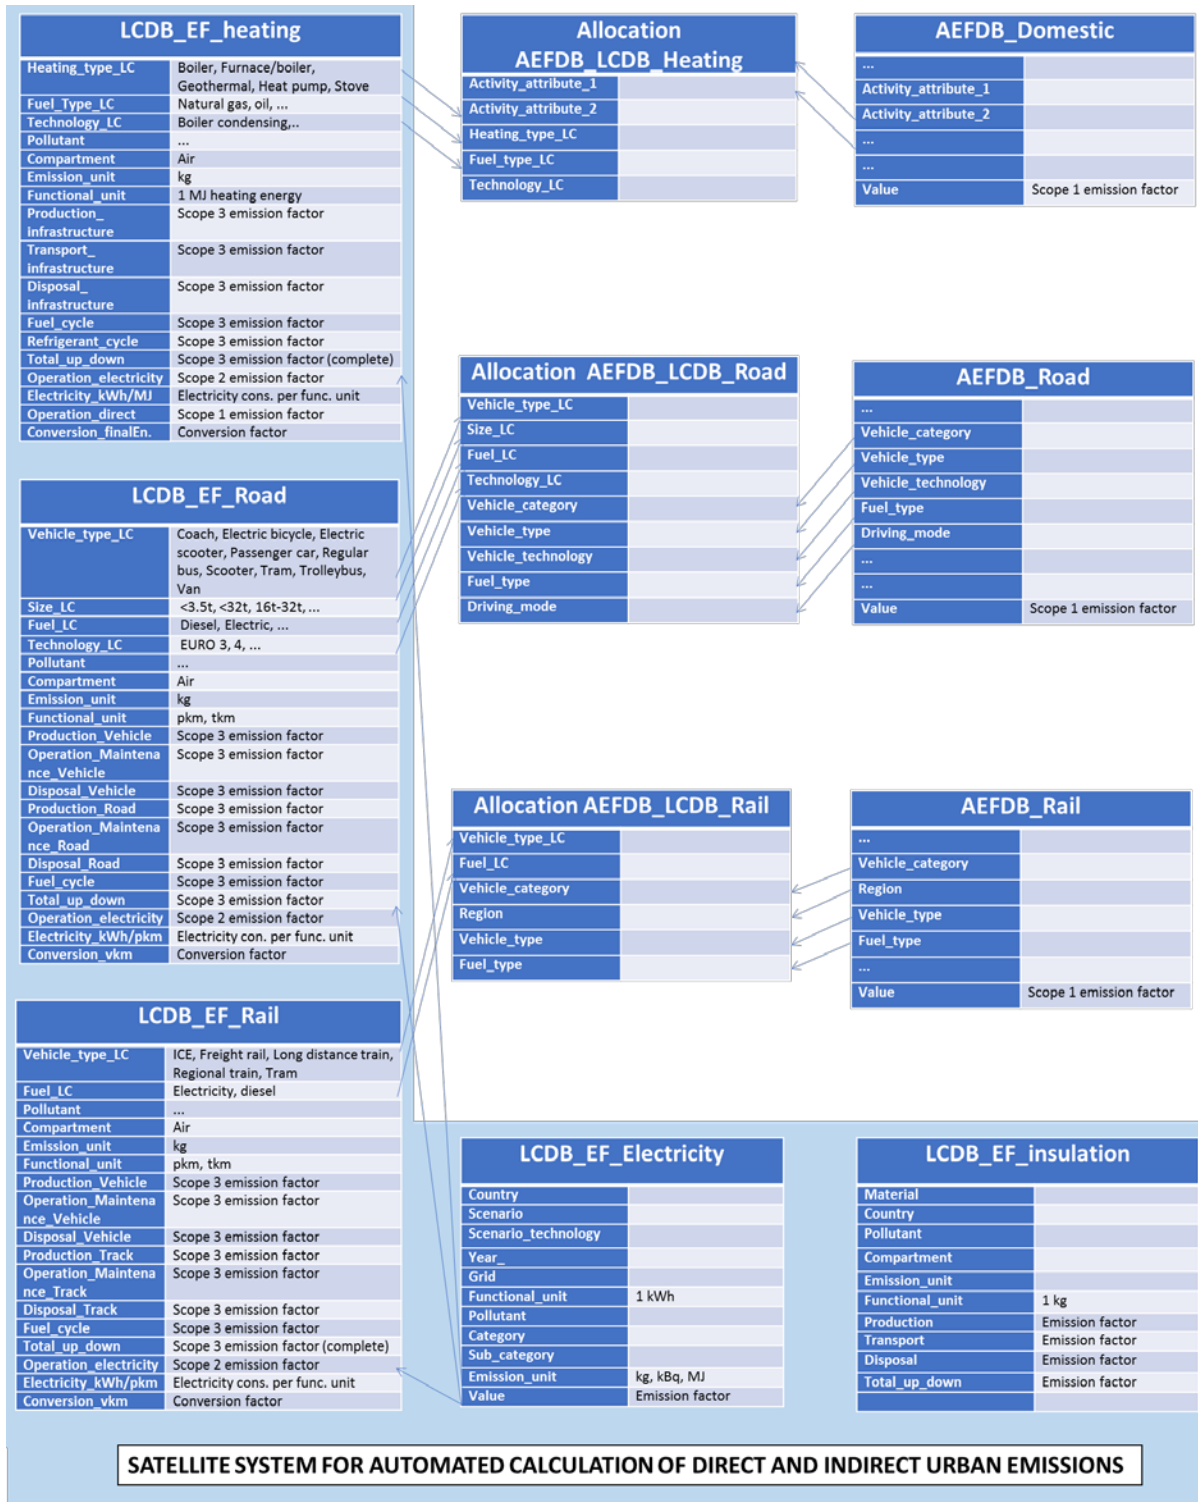 LCDB_EF_heating
Heating_type_LC Boiler, Furnace/boiler,
Geothermal, Heat pump, Stove
Fuel_Type_LC Natural gas, oil, ...
Technology_LC Boiler condensing,..
Pollutant ...
Compartment Air
Emission_unit kg
Functional_unit 1 MJ heating energy
Production_ Scope 3 emission factor
infrastructure
Transport_ Scope 3 emission factor
infrastructure
Disposal_ Scope 3 emission factor
infrastructure
Fuel_cycle Scope 3 emission factor
Refrigerant_cycle Scope 3 emission factor
Total_up_down Scope 3 emission factor (complete)
Operation_electricity Scope 2 emission factor
Electricity_kWh/MJ Electricity cons. per func. unit
Operation_direct Scope 1 emission factor
Conversion_finalEn. Conversion factor
Allocation
AEFDB_LCDB_Heating
Activity_attribute_1
Activity_attribute_2
Heating_type_LC
Fuel_type_LC
Technology_LC
AEFDB_Domestic
...
Activity_attribute_1
Activity_attribute_2
...
...
Value Scope 1 emission factor
LCDB_EF_Road
Vehicle_type_LC Coach, Electric bicycle, Electric
scooter, Passenger car, Regular
bus, Scooter, Tram, Trolleybus,
Van
Size_LC <3.5t, <32t, 16t-32t, ...
Fuel_LC Diesel, Electric, ...
Technology_LC EURO 3, 4, ...
Pollutant ...
Compartment Air
Emission_unit kg
Functional_unit pkm, tkm
Production_Vehicle Scope 3 emission factor
Operation_Maintena Scope 3 emission factor
nce_Vehicle
Disposal_Vehicle Scope 3 emission factor
Production_Road Scope 3 emission factor
Operation_Maintena Scope 3 emission factor
nce_Road
Disposal_Road Scope 3 emission factor
Fuel_cycle Scope 3 emission factor
Total_up_down Scope 3 emission factor
Operation_electricity Scope 2 emission factor
Electricity_kWh/pkm Electricity con. per func. unit
Conversion_vkm Conversion factor
Allocation AEFDB_LCDB_Road
Vehicle_type_LC
Size_LC
Fuel_LC
Technology_LC
Vehicle_category
Vehicle_type
Vehicle_technology
Fuel_type
Driving_mode
AEFDB_Road
...
Vehicle_category
Vehicle_type
Vehicle_technology
Fuel_type
Driving_mode
...
...
Value Scope 1 emission factor
LCDB_EF_Rail
Vehicle_type_LC ICE, Freight rail, Long distance train,
Regional train, Tram
Fuel_LC Electricity, diesel
Pollutant ...
Compartment Air
Emission_unit kg
Functional_unit pkm, tkm
Production_Vehicle Scope 3 emission factor
Operation_Maintena Scope 3 emission factor
nce_Vehicle
Disposal_Vehicle Scope 3 emission factor
Production_Track Scope 3 emission factor
Operation_Maintena Scope 3 emission factor
nce_Track
Disposal_Track Scope 3 emission factor
Fuel_cycle Scope 3 emission factor
Total_up_down Scope 3 emission factor (complete)
Operation_electricity Scope 2 emission factor
Electricity_kWh/pkm Electricity cons. per func. unit
Conversion_vkm Conversion factor
Allocation AEFDB_LCDB_Rail
Vehicle_type_LC
Fuel_LC
Vehicle_category
Region
Vehicle_type
Fuel_type
AEFDB_Rail
...
Vehicle_category
Region
Vehicle_type
Fuel_type
...
Value Scope 1 emission factor
LCDB_EF_Electricity
Country
Scenario
Scenario_technology
Year_
Grid
Functional_unit 1 kWh
Pollutant
Category
Sub_category
Emission_unit kg, kBq, MJ
Value Emission factor
LCDB_EF_insulation
Material
Country
Pollutant
Compartment
Emission_unit
Functional_unit 1 kg
Production Emission factor
Transport Emission factor
Disposal Emission factor
Total_up_down Emission factor
SATELLITE SYSTEM FOR AUTOMATED CALCULATION OF DIRECT AND INDIRECT URBAN EMISSIONS